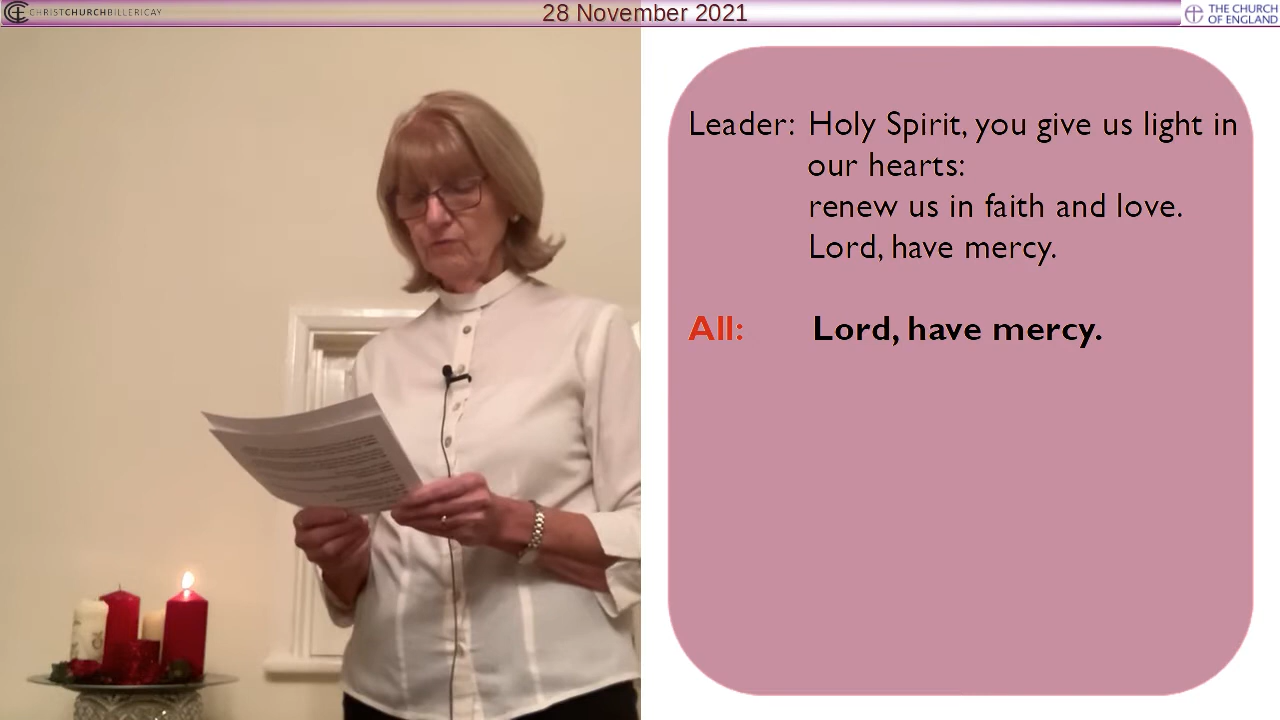 CHRISTCHURCHBILLERICAY
28 November 2021
THE CHURCH
OF ENGLAND
Leader: Holy Spirit, you give us light in
our hearts:
renew us in faith and love.
Lord, have mercy.
All: Lord, have mercy.